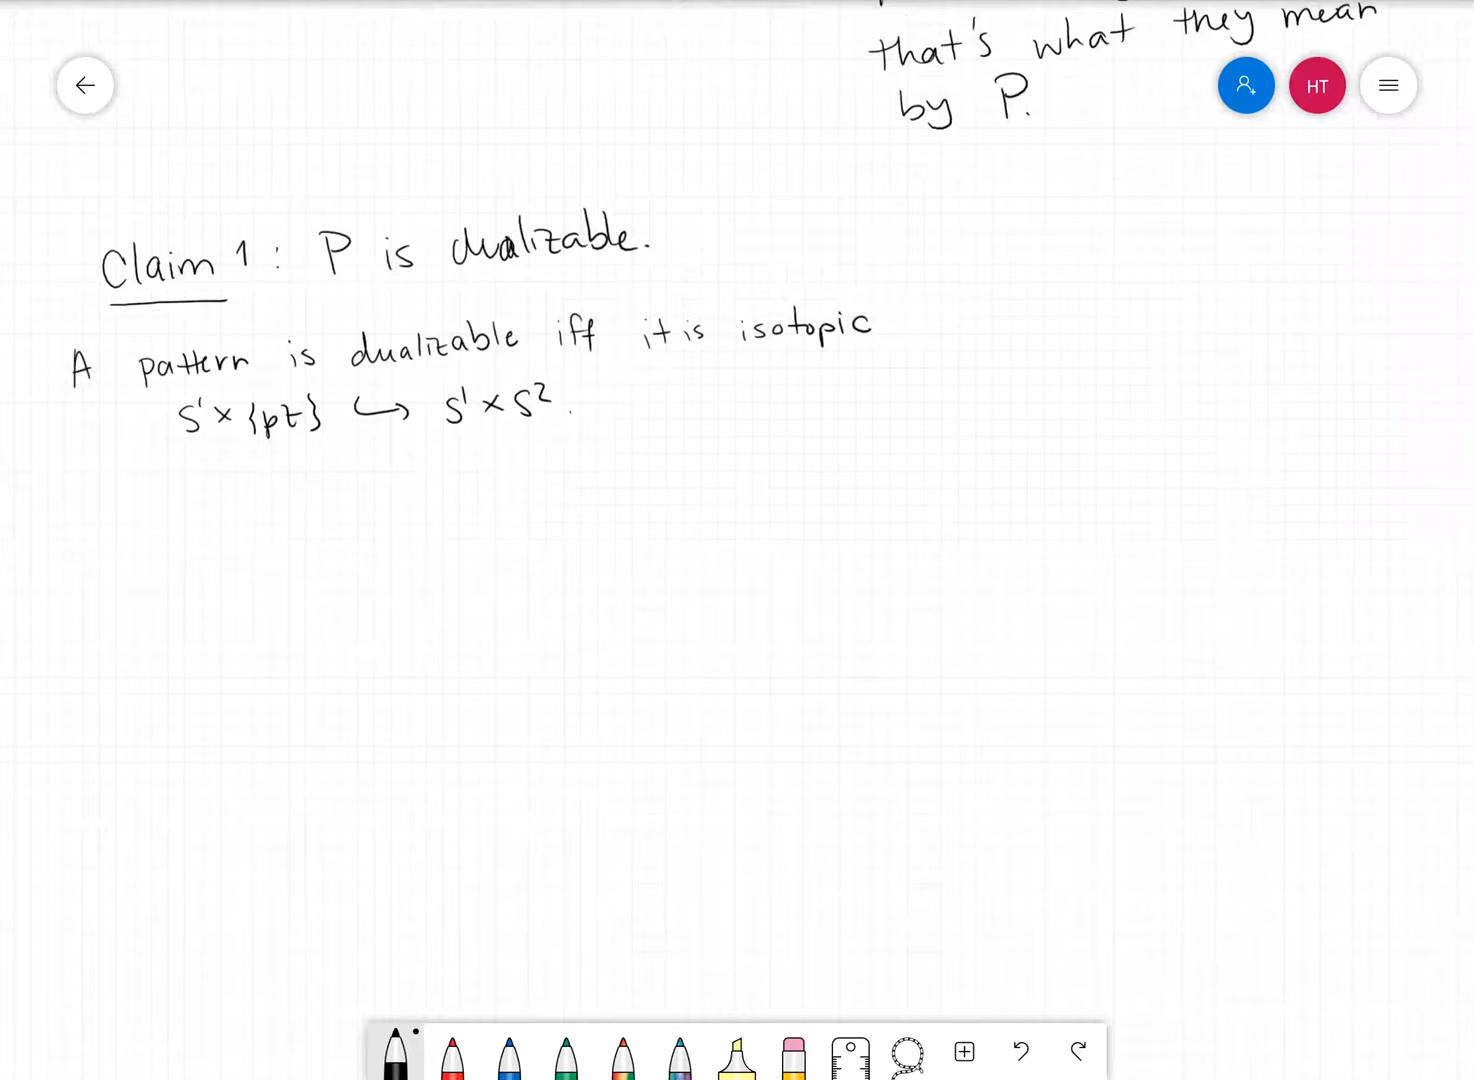 that's what they mean
by P.
HT
Claim 1: P is dualizable.
A pattern is dualizable iff it is isotopic
S¹ × {pt} ↪ S¹ × S².